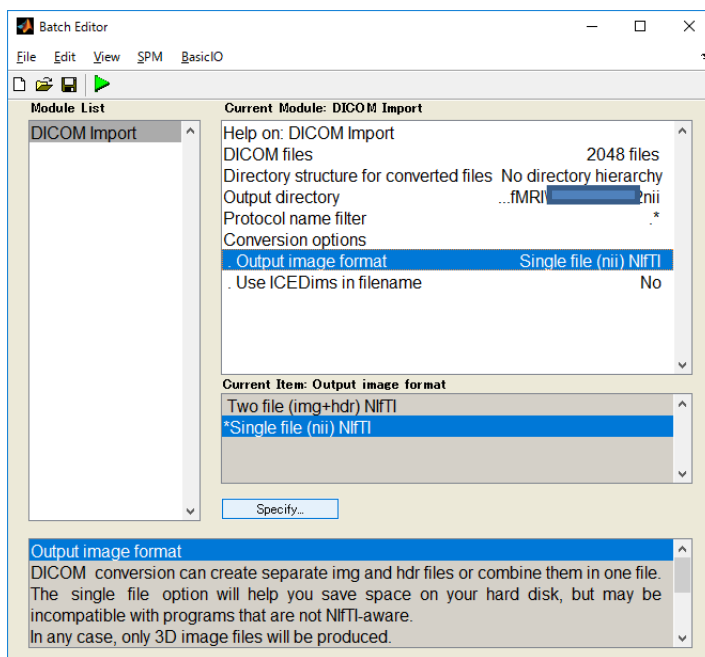 Batch Editor
File Edit View SPM BasicIO
Module List
DICOM Import
Current Module: DICOM Import
Help on: DICOM Import
DICOM files 2048 files
Directory structure for converted files No directory hierarchy
Output directory ...fMRI\ 2nii
Protocol name filter .*
Conversion options
. Output image format Single file (nii) NIfTI
. Use ICEDims in filename No
Current Item: Output image format
Two file (img+hdr) NIfTI
*Single file (nii) NIfTI
Specify...
Output image format
DICOM conversion can create separate img and hdr files or combine them in one file.
The single file option will help you save space on your hard disk, but may be
incompatible with programs that are not NIfTI-aware.
In any case, only 3D image files will be produced.